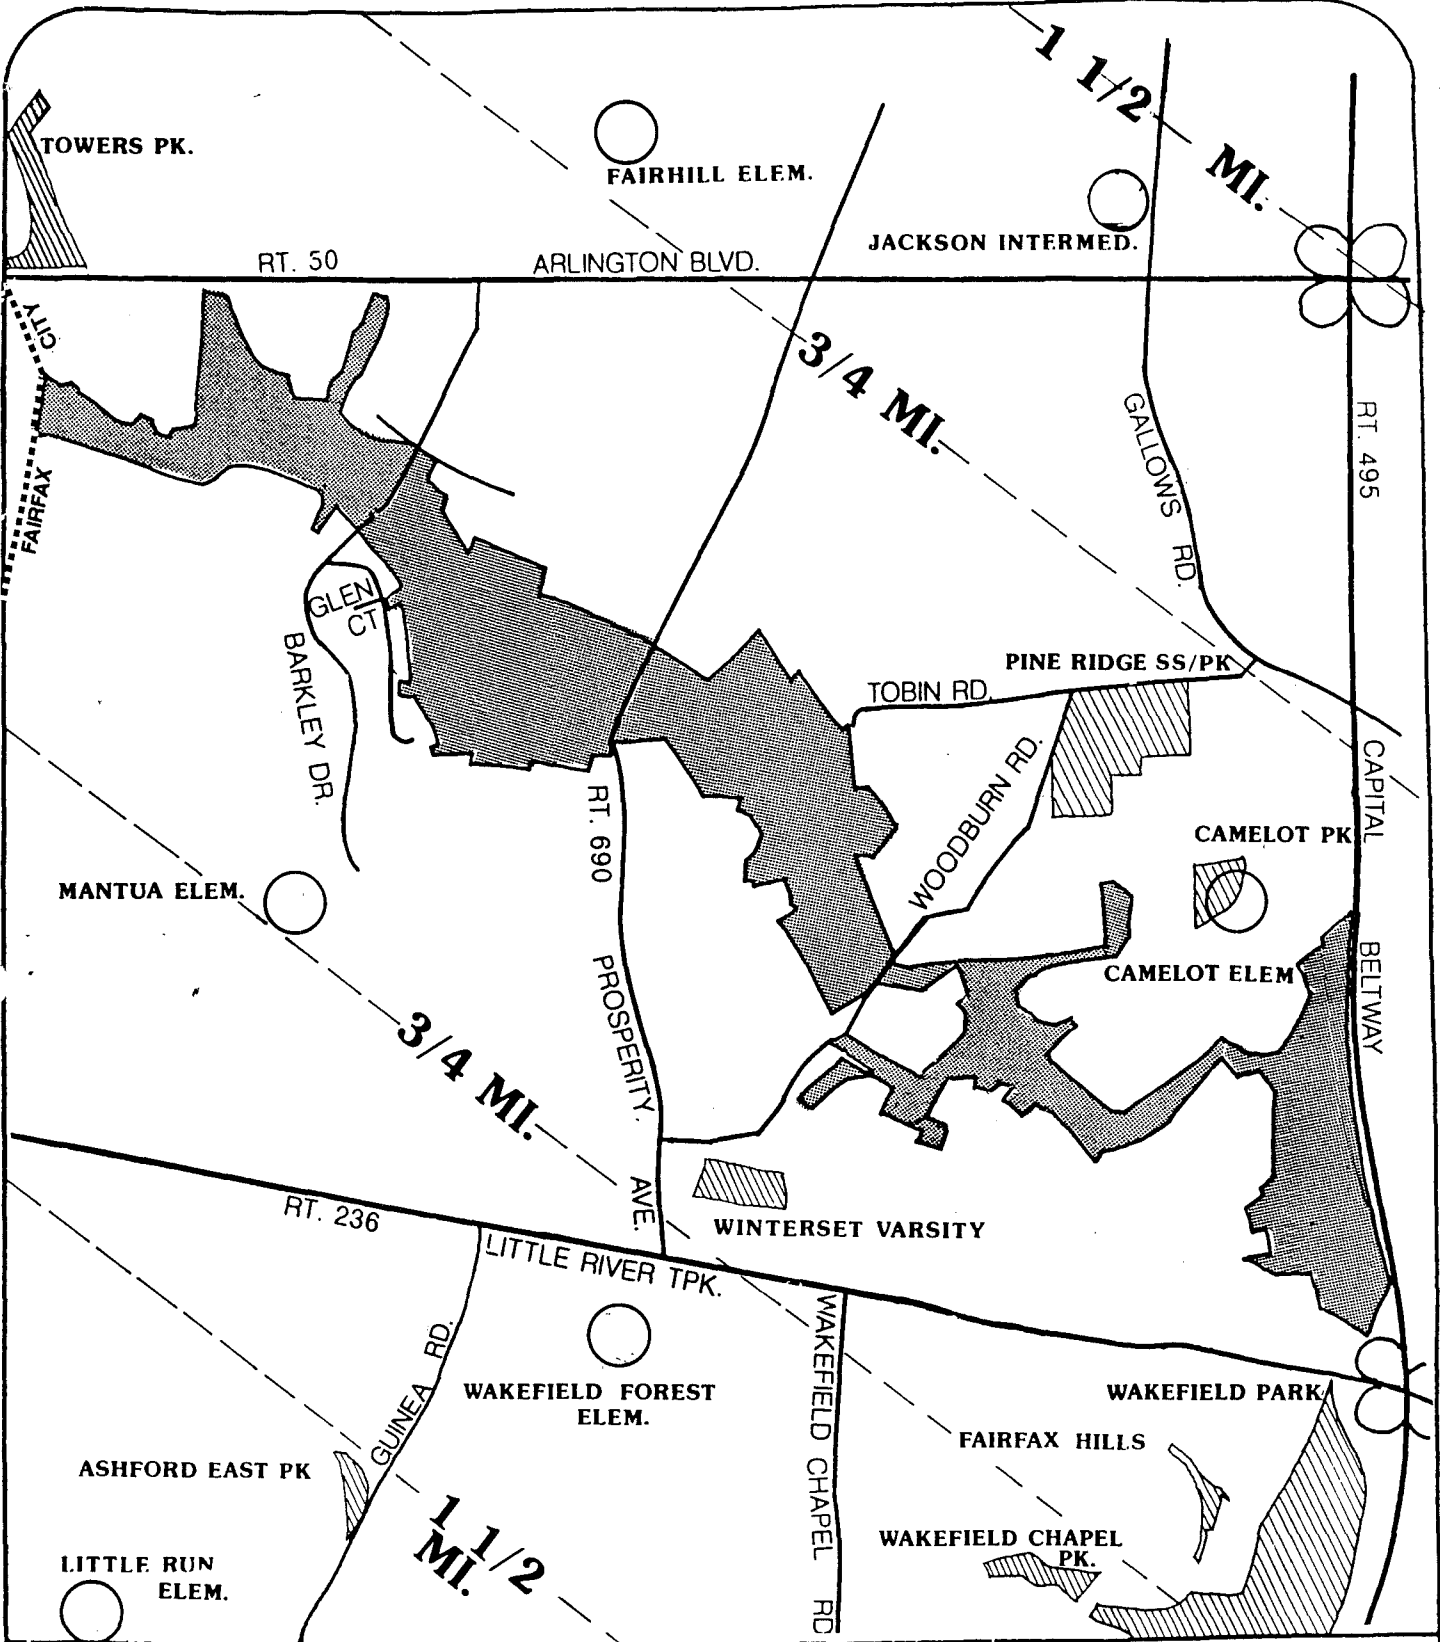 1 1/2 MI.
TOWERS PK.
FAIRHILL ELEM.
JACKSON INTERMED.
RT. 50
ARLINGTON BLVD.
CITY
FAIRFAX
3/4 MI.
GALLOWS RD.
RT. 495
GLEN
CT
BARKLEY DR.
PINE RIDGE SS/PK
TOBIN RD.
WOODBURN RD.
RT. 690
CAPITAL
BELTWAY
CAMELOT PK
MANTUA ELEM.
CAMELOT ELEM
PROSPERITY
AVE.
3/4 MI.
RT. 236
LITTLE RIVER TPK.
WINTERSET VARSITY
GUINEA RD.
WAKEFIELD FOREST
ELEM.
WAKEFIELD CHAPEL RD
WAKEFIELD PARK
FAIRFAX HILLS
ASHFORD EAST PK
1 1/2
MI.
WAKEFIELD CHAPEL
PK.
LITTLE RUN
ELEM.